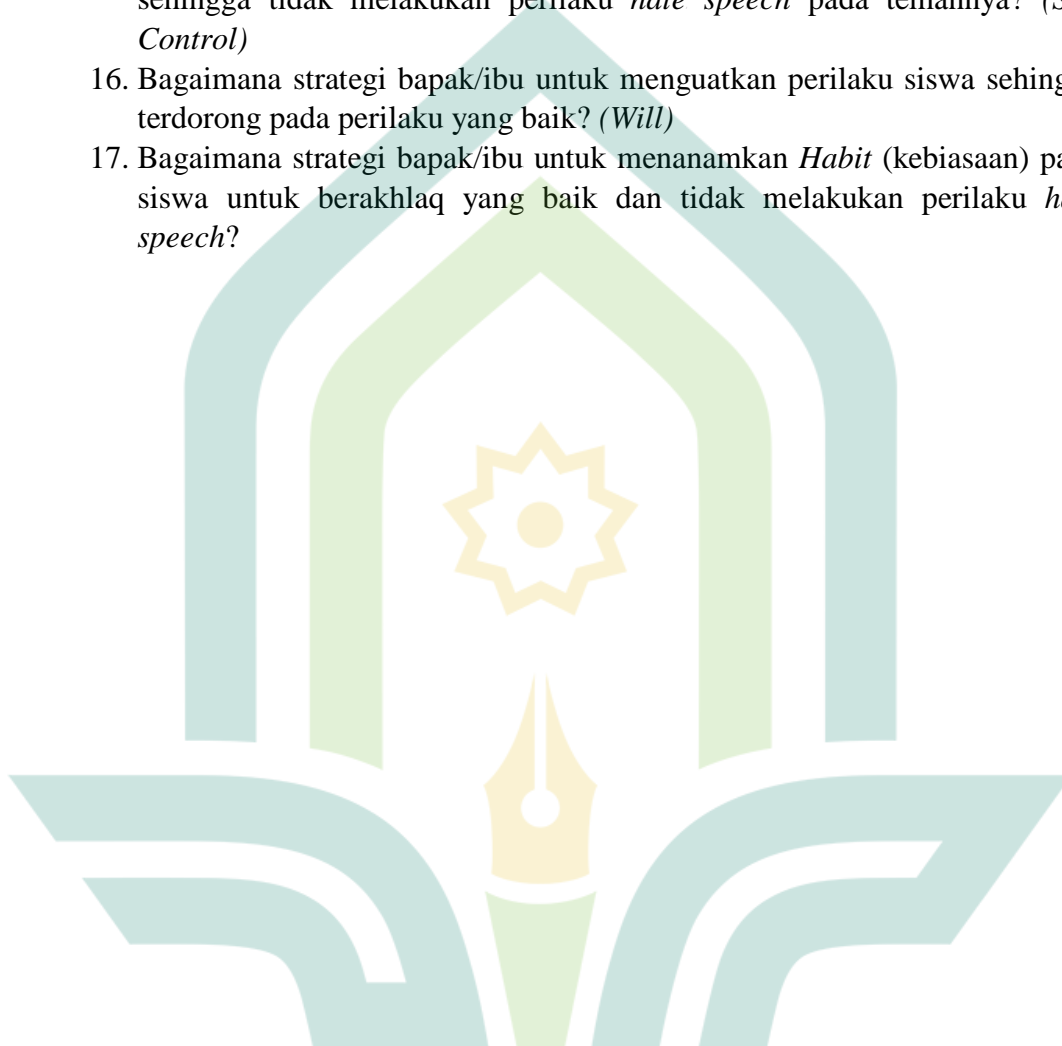 sehingga tidak melakukan perilaku hate speech pada temannya?
Control)
16. Bagaimana strategi bapak/ibu untuk menguatkan perilaku siswa
terdorong pada perilaku yang baik? (Will)
17. Bagaimana strategi bapak/ibu untuk menanamkan Habit (kebiasaan)
siswa untuk berakhlaq yang baik dan tidak melakukan perilaku
speech?